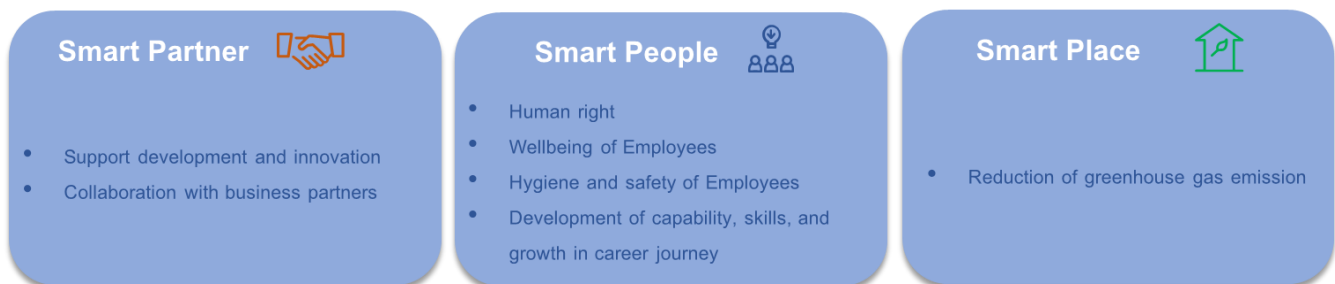 Smart Partner
• Support development and innovation
• Collaboration with business partners
Smart People
• Human right
• Wellbeing of Employees
• Hygiene and safety of Employees
• Development of capability, skills, and
growth in career journey
Smart Place
• Reduction of greenhouse gas emission